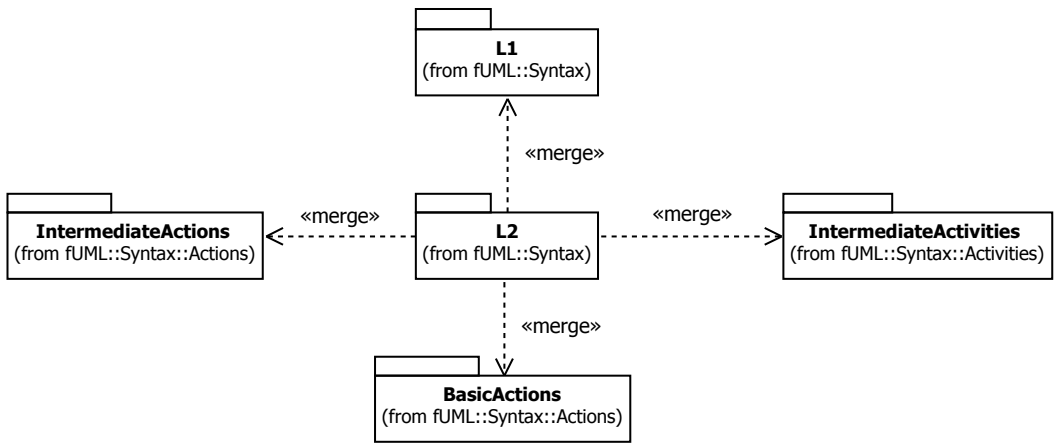 L1
(from fUML::Syntax)
«merge»
IntermediateActions
(from fUML::Syntax::Actions)
«merge»
L2
(from fUML::Syntax)
«merge»
IntermediateActivities
(from fUML::Syntax::Activities)
«merge»
BasicActions
(from fUML::Syntax::Actions)